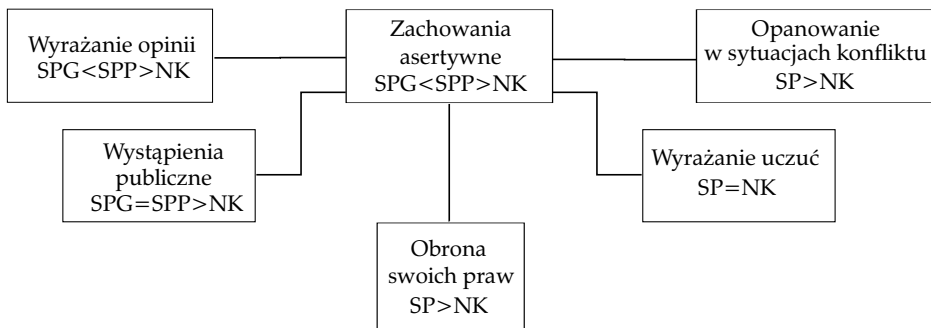 Wyrażanie opinii
SPG<SPP>NK
Zachowania
asertywne
SPG<SPP>NK
Opanowanie
w sytuacjach konfliktu
SP>NK
Wystąpienia
publiczne
SPG=SPP>NK
Wyrażanie uczuć
SP=NK
Obrona
swoich praw
SP>NK